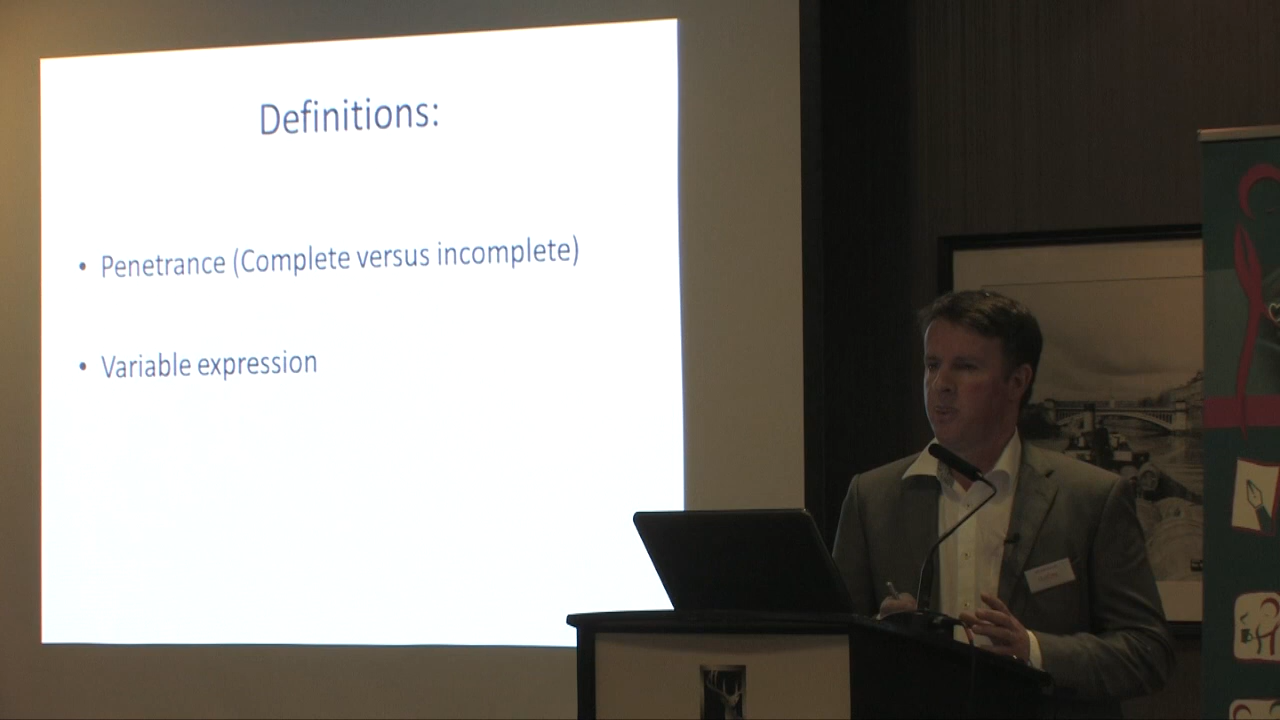 Definitions:
• Penetrance (Complete versus incomplete)
• Variable expression